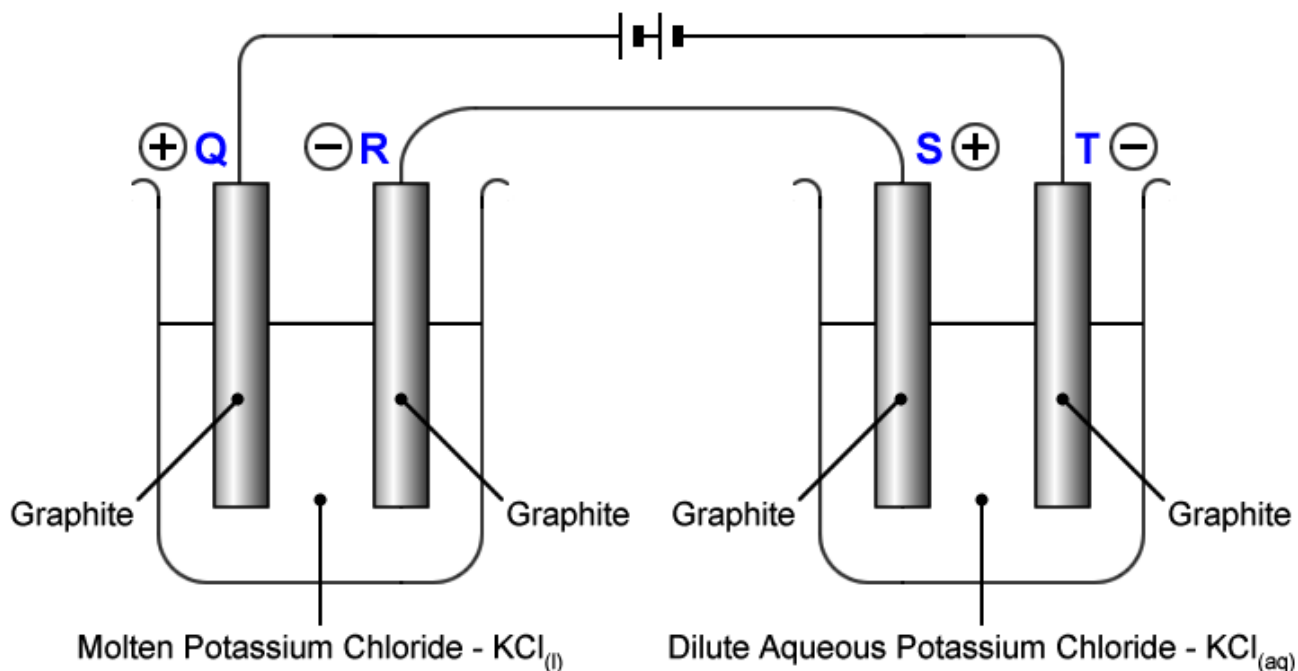 + Q
− R
S +
T −
Graphite
Graphite
Graphite
Graphite
Molten Potassium Chloride - KCl(l)
Dilute Aqueous Potassium Chloride - KCl(aq)